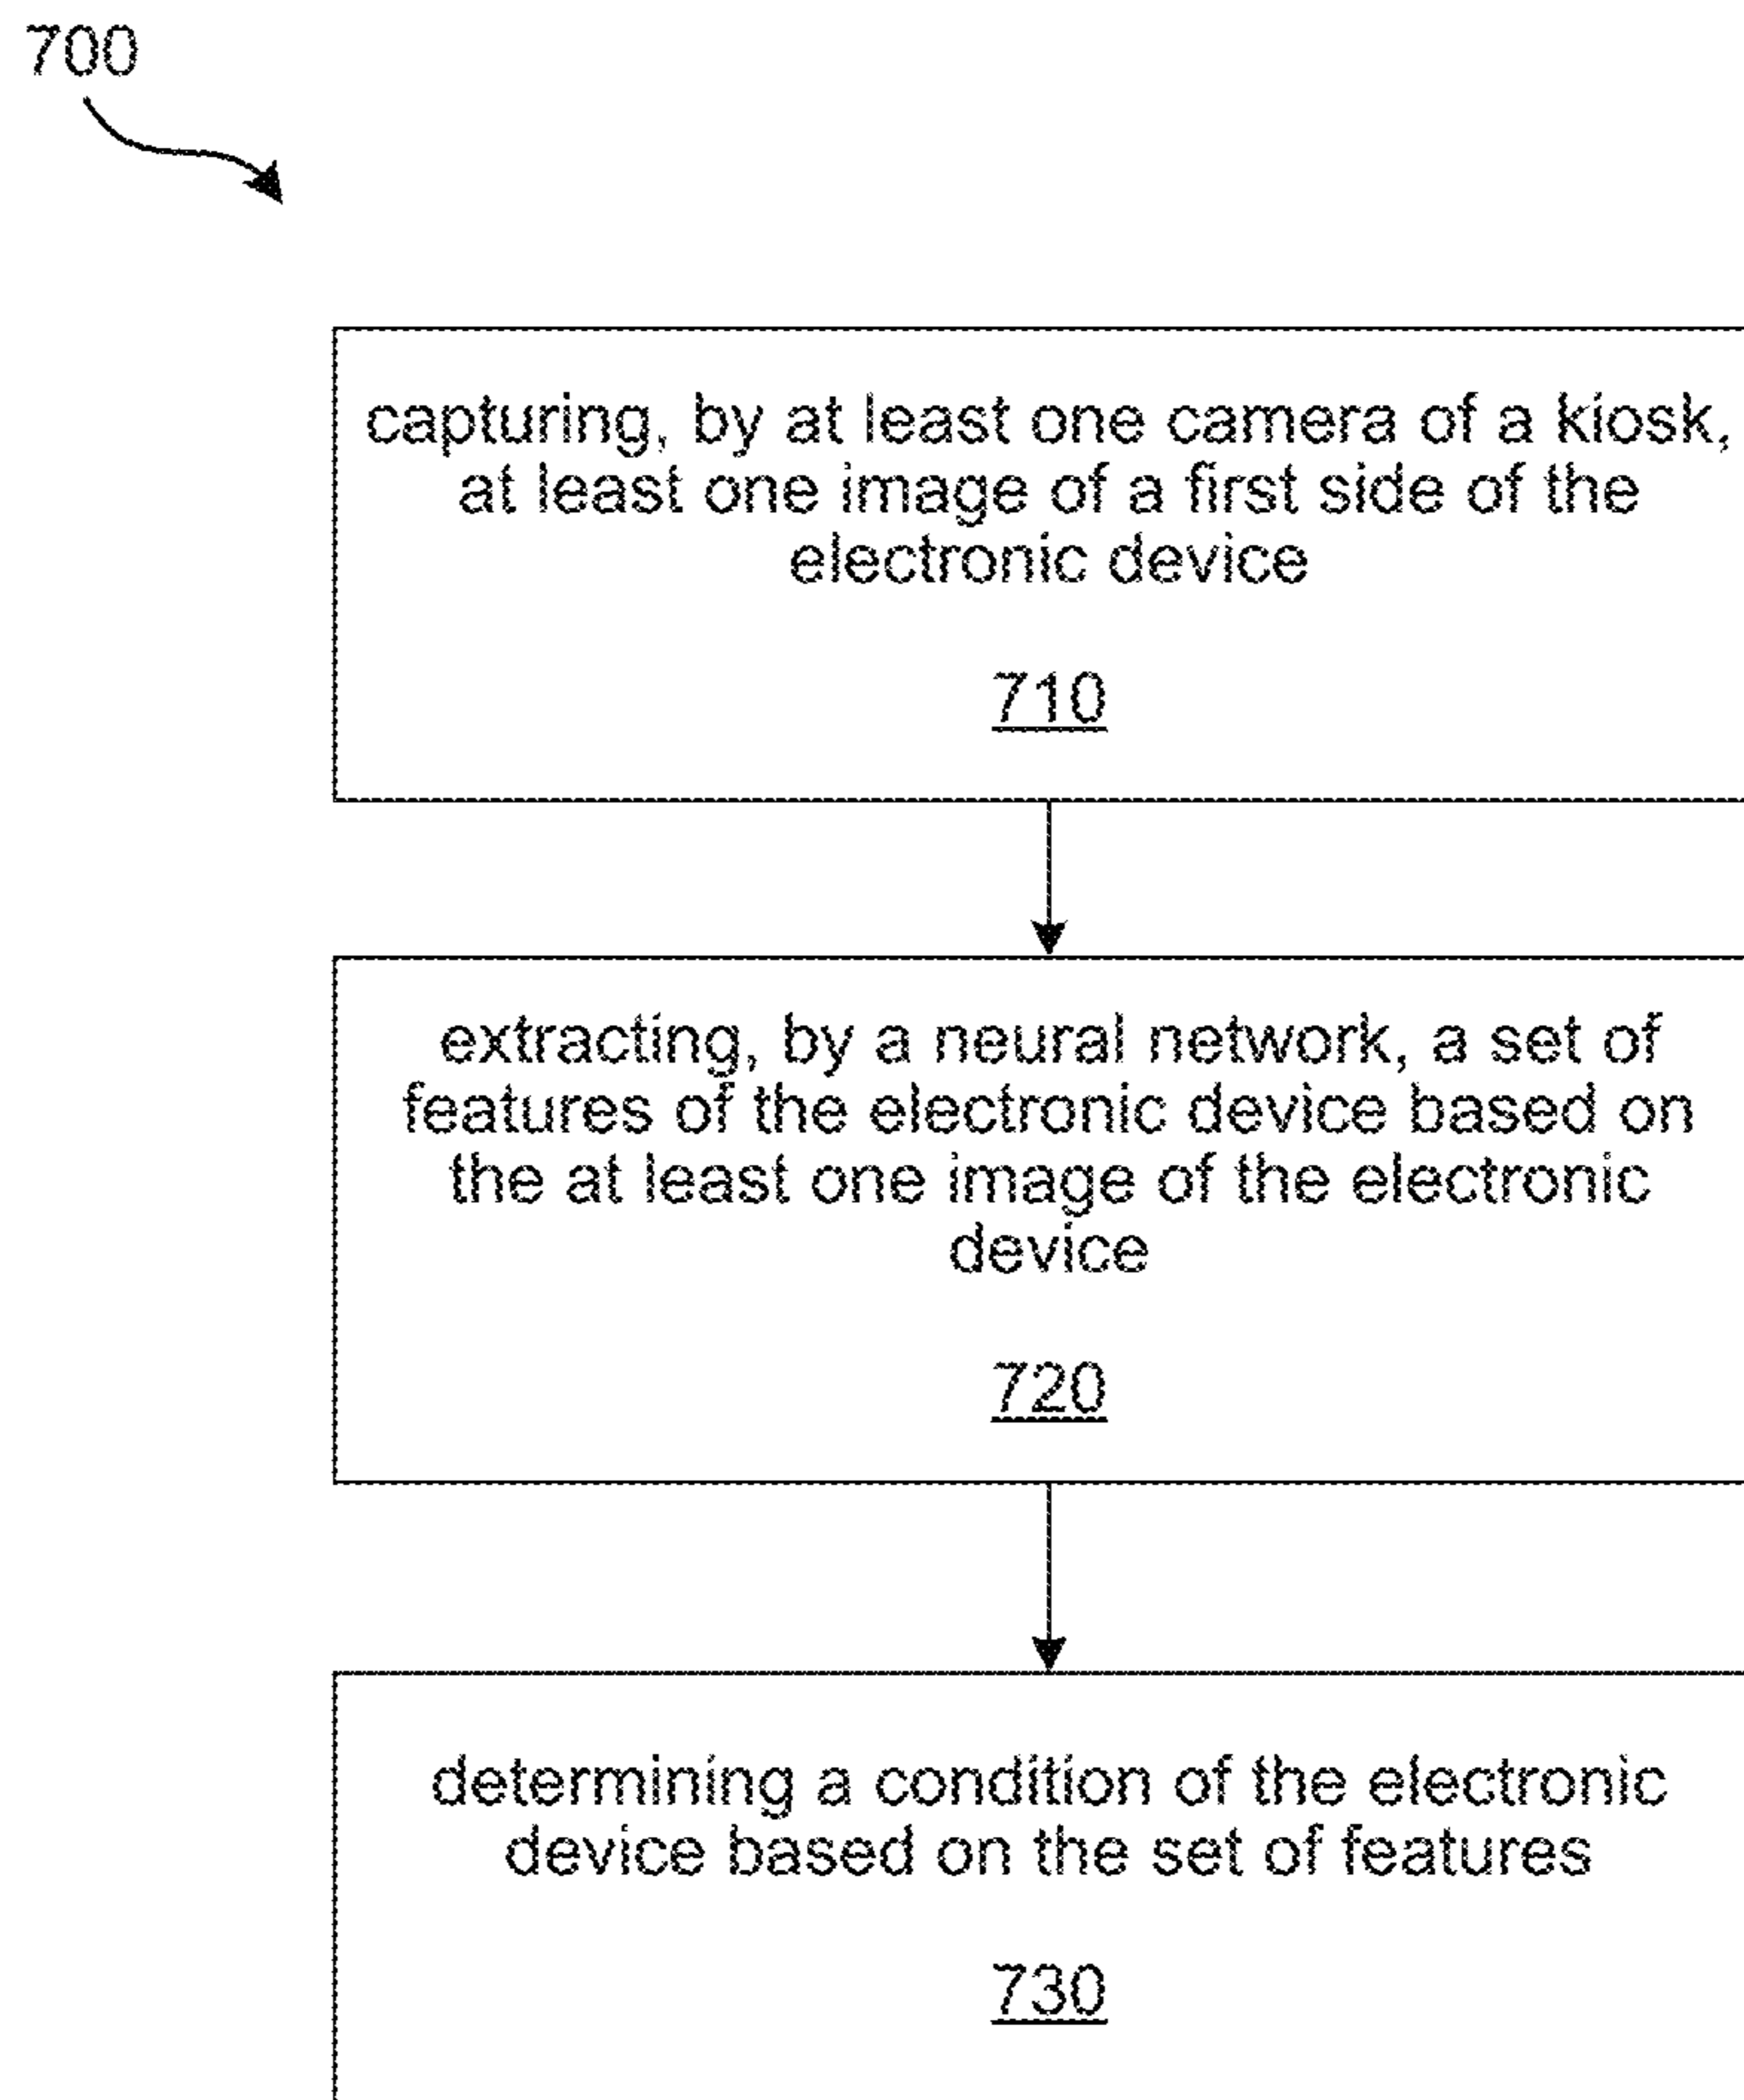 700
capturing, by at least one camera of a kiosk,
at least one image of a first side of the
electronic device
710
extracting, by a neural network, a set of
features of the electronic device based on
the at least one image of the electronic
device
720
determining a condition of the electronic
device based on the set of features
730